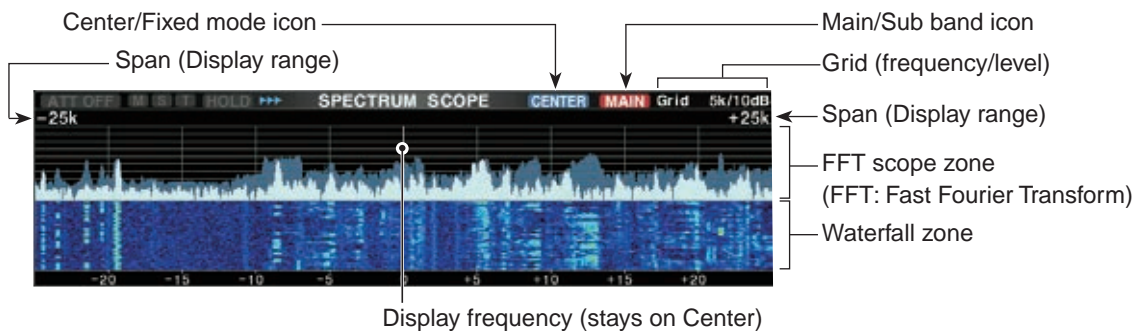 Center/Fixed mode icon
Main/Sub band icon
Span (Display range)
Grid (frequency/level)
ATT OFF M S T HOLD SPECTRUM SCOPE CENTER MAIN Grid 5k/10dB
−25k +25k
Span (Display range)
FFT scope zone
(FFT: Fast Fourier Transform)
Waterfall zone
−20 −15 −10 −5 0 +5 +10 +15 +20
Display frequency (stays on Center)